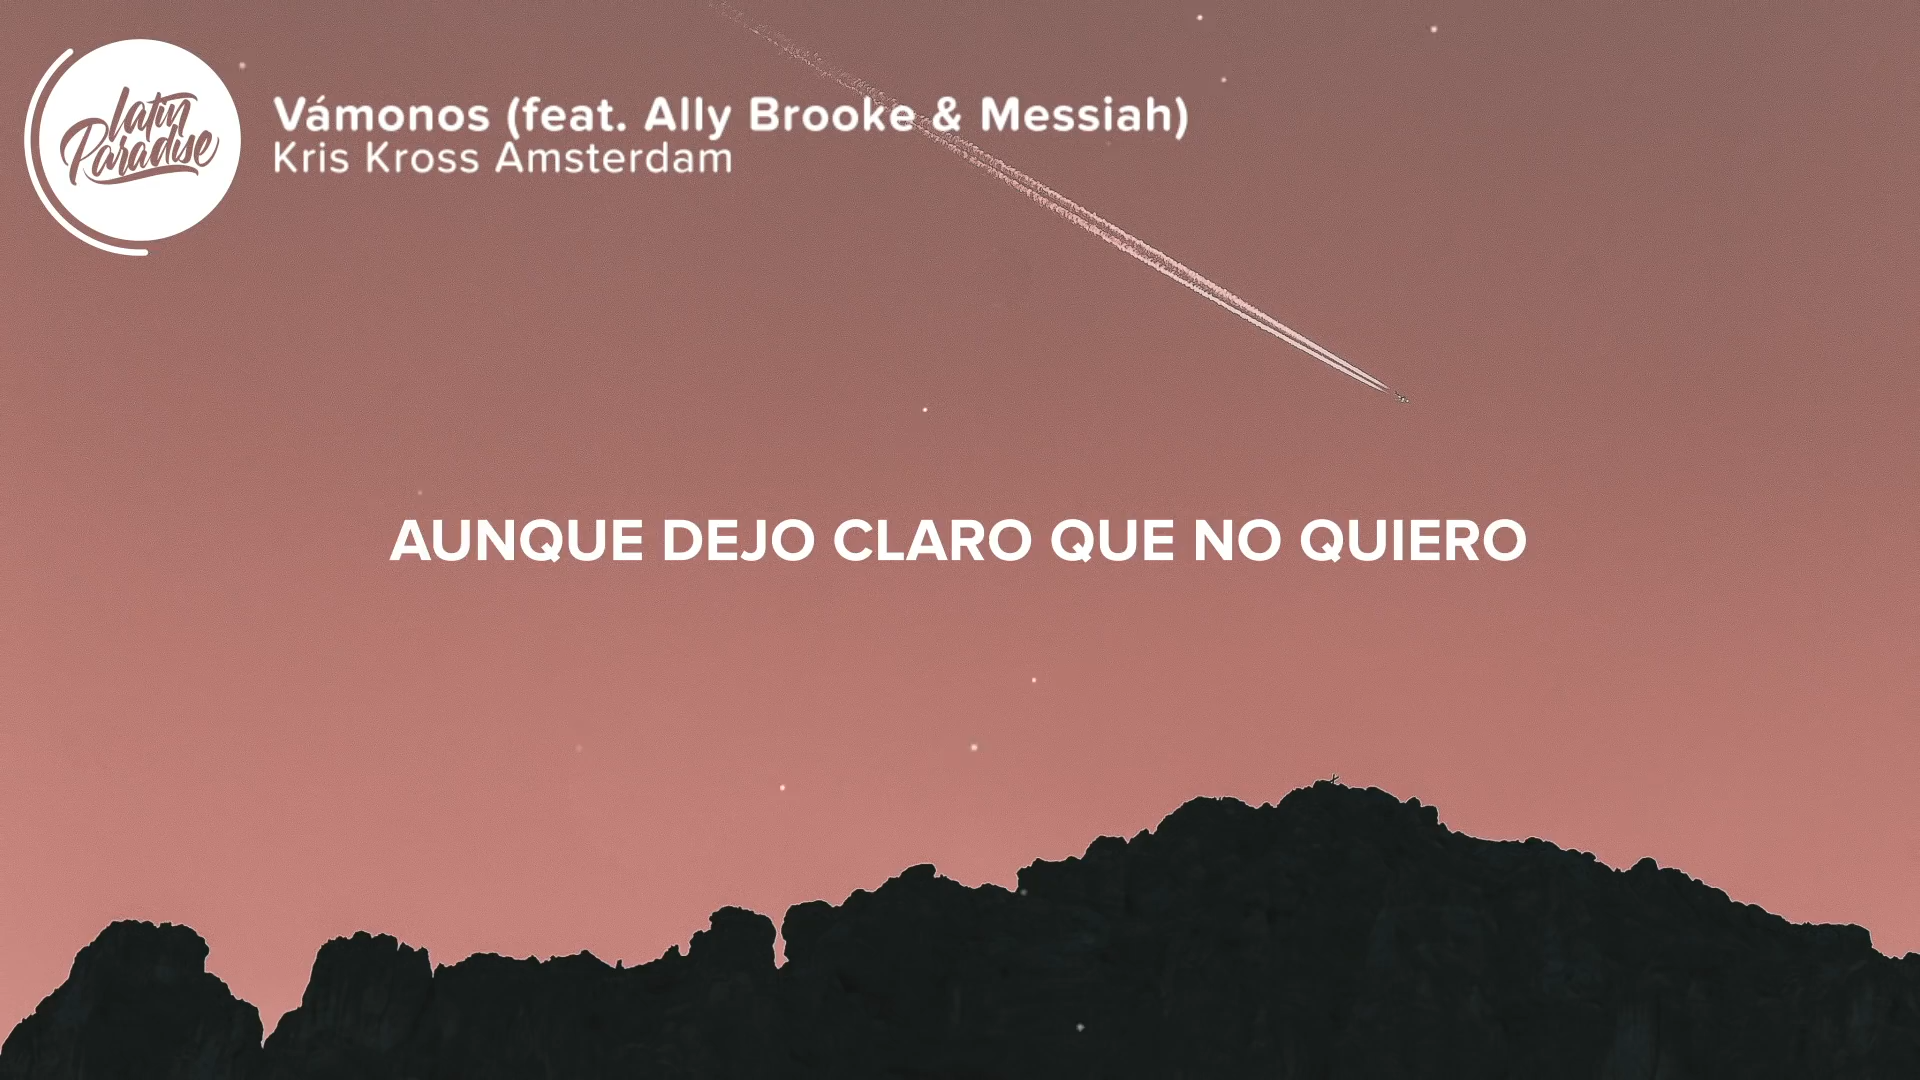 latin
Paradise
Vámonos (feat. Ally Brooke & Messiah)
Kris Kross Amsterdam
AUNQUE DEJO CLARO QUE NO QUIERO